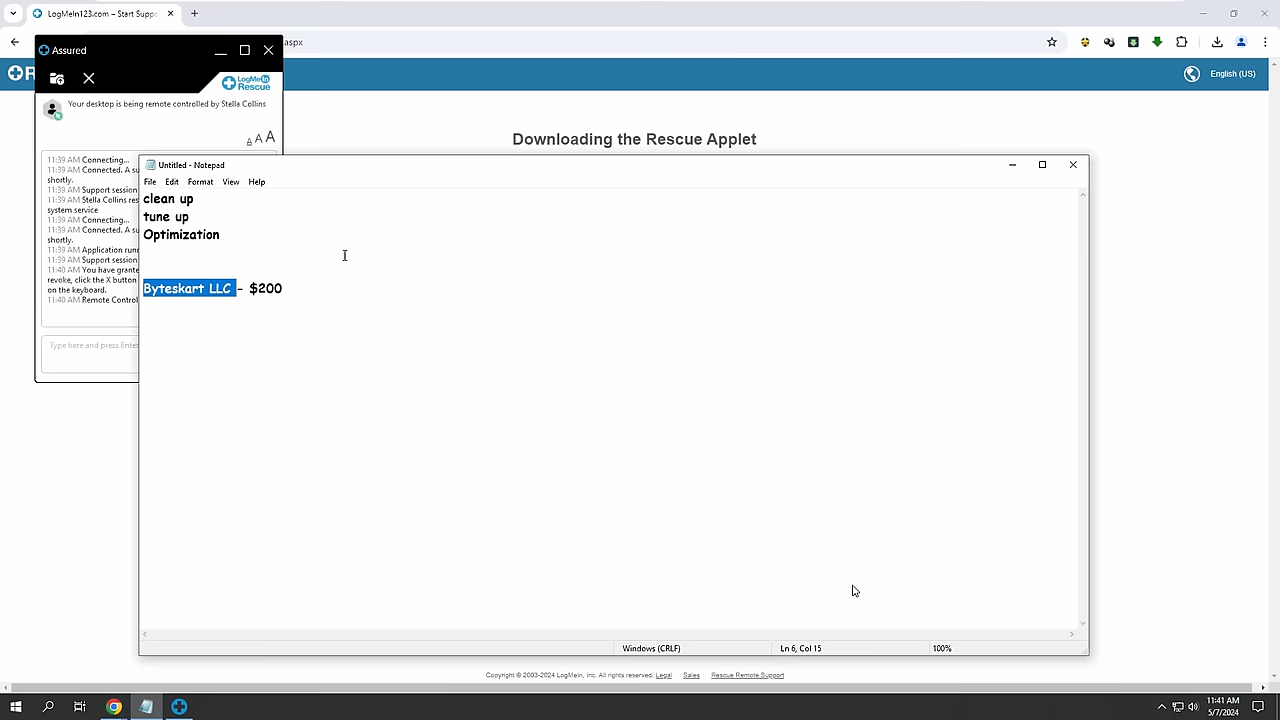 LogMeIn123.com – Start Suppo
.aspx
Assured
LogMeIn Rescue
English (US)
Your desktop is being remote controlled by Stella Collins
A A A
Downloading the Rescue Applet
11:39 AM Connecting...
11:39 AM Connected. A su
shortly.
11:39 AM Support session
11:39 AM Stella Collins res
system service
11:39 AM Connecting...
11:39 AM Connected. A su
shortly.
11:39 AM Application runn
11:39 AM Support session
11:40 AM You have grante
revoke, click the X button
on the keyboard.
11:40 AM Remote Control
Type here and press Enter
Untitled - Notepad
File Edit Format View Help
clean up
tune up
Optimization
Byteskart LLC - $200
Windows (CRLF) Ln 6, Col 15 100%
Copyright © 2003-2024 LogMeIn, Inc. All rights reserved. Legal Sales Rescue Remote Support
11:41 AM
5/7/2024